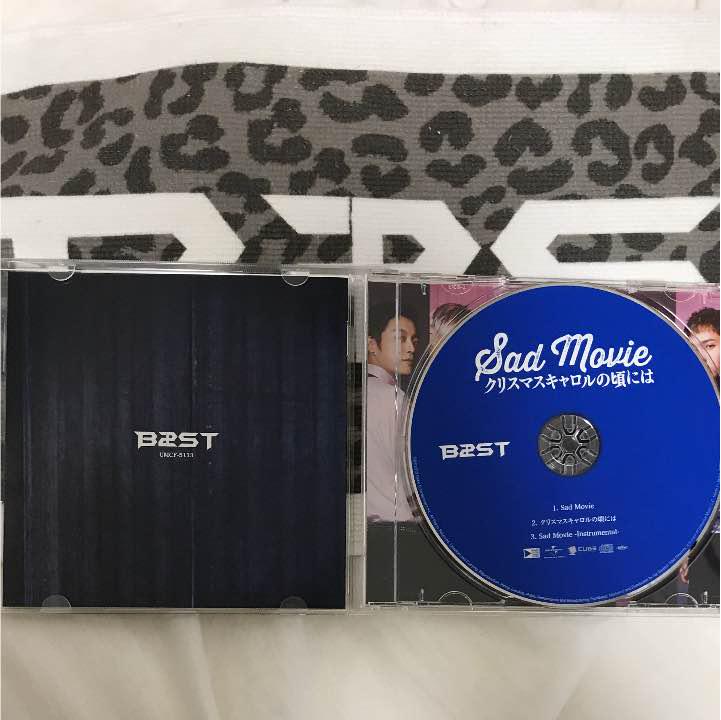 B2ST
Sad Movie
クリスマスキャロルの頃には
B2ST
1. Sad Movie
2. クリスマスキャロルの頃には
3. Sad Movie -Instrumental-
CUBE